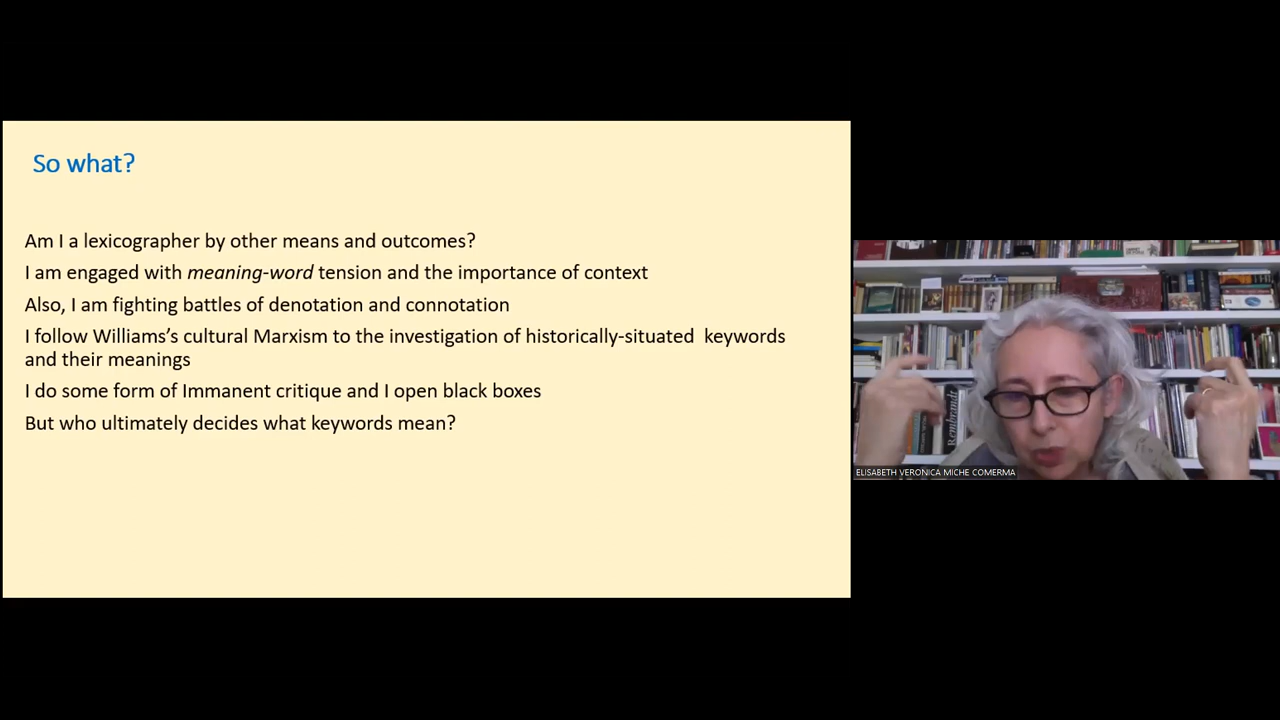 So what?
Am I a lexicographer by other means and outcomes?
I am engaged with meaning-word tension and the importance of context
Also, I am fighting battles of denotation and connotation
I follow Williams’s cultural Marxism to the investigation of historically-situated  keywords
and their meanings
I do some form of Immanent critique and I open black boxes
But who ultimately decides what keywords mean?
Rembrandt
ELISABETH VERONICA MICHE COMERMA